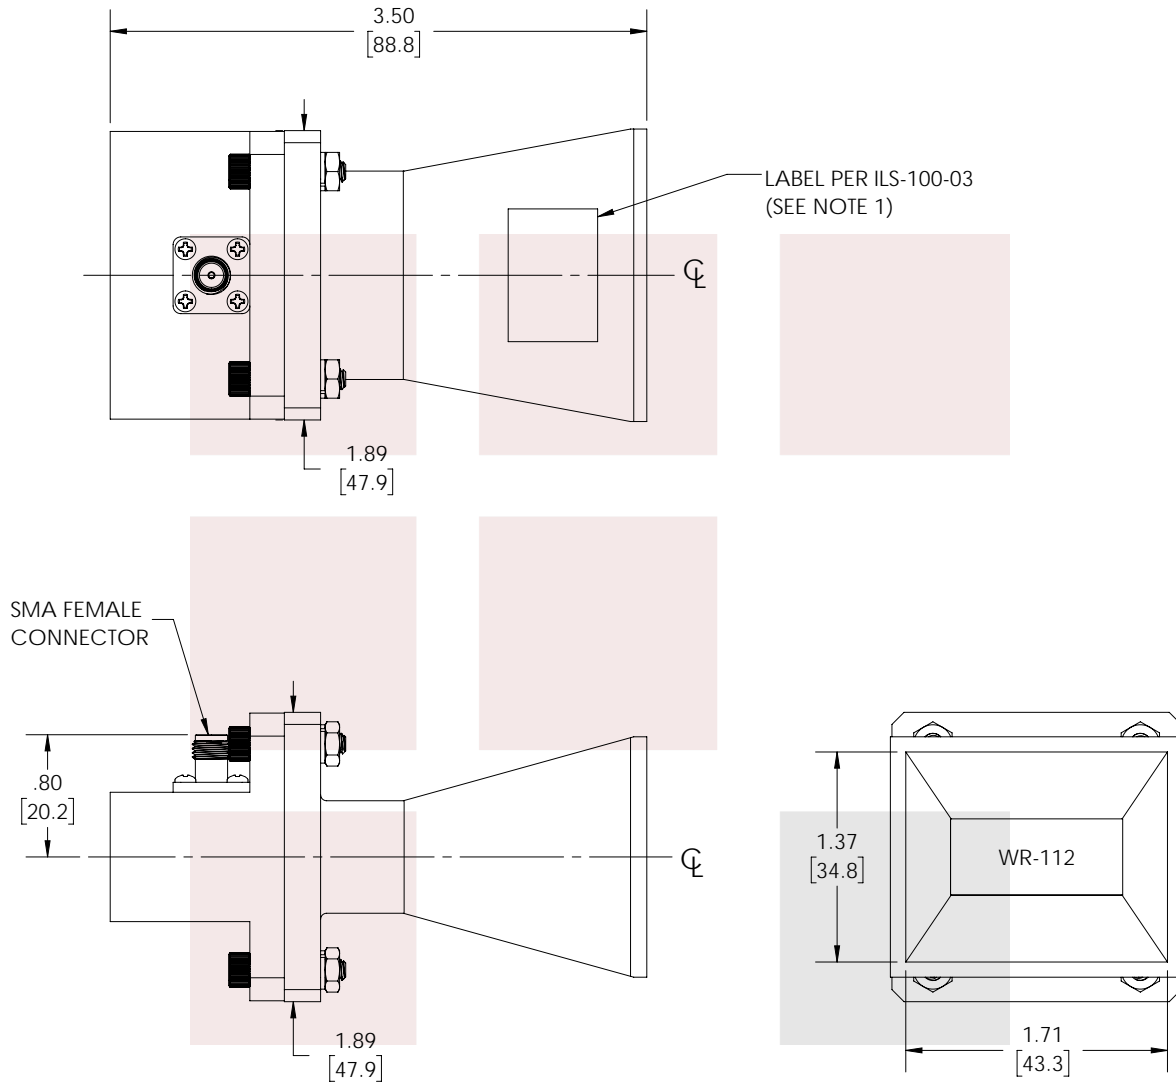 3.50
[88.8]
LABEL PER ILS-100-03
(SEE NOTE 1)
℄
1.89
[47.9]
SMA FEMALE
CONNECTOR
.80
[20.2]
℄
1.37
[34.8]
WR-112
1.89
[47.9]
1.71
[43.3]